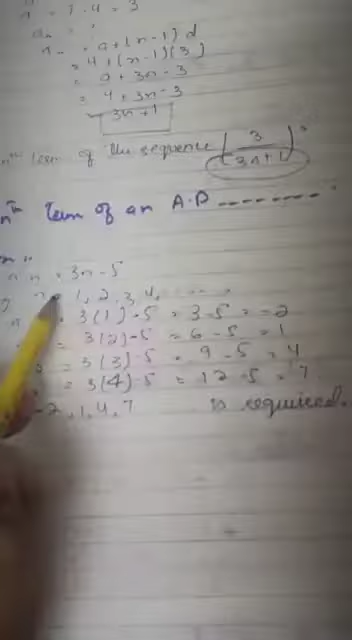 = 7 - 4 = 3
an = ?
= a + (n - 1) d
= 4 + (n - 1)(3)
= 4 + 3n - 3
= 4 + 3n - 3
3n + 1
nth term of the sequence (3 / 3n + 1)
nth term of an A.P --------
an = 3n - 5
n = 1, 2, 3, 4, ......
= 3(1) - 5 = 3 - 5 = -2
= 3(2) - 5 = 6 - 5 = 1
= 3(3) - 5 = 9 - 5 = 4
= 3(4) - 5 = 12 - 5 = 7
-2, 1, 4, 7 is required.